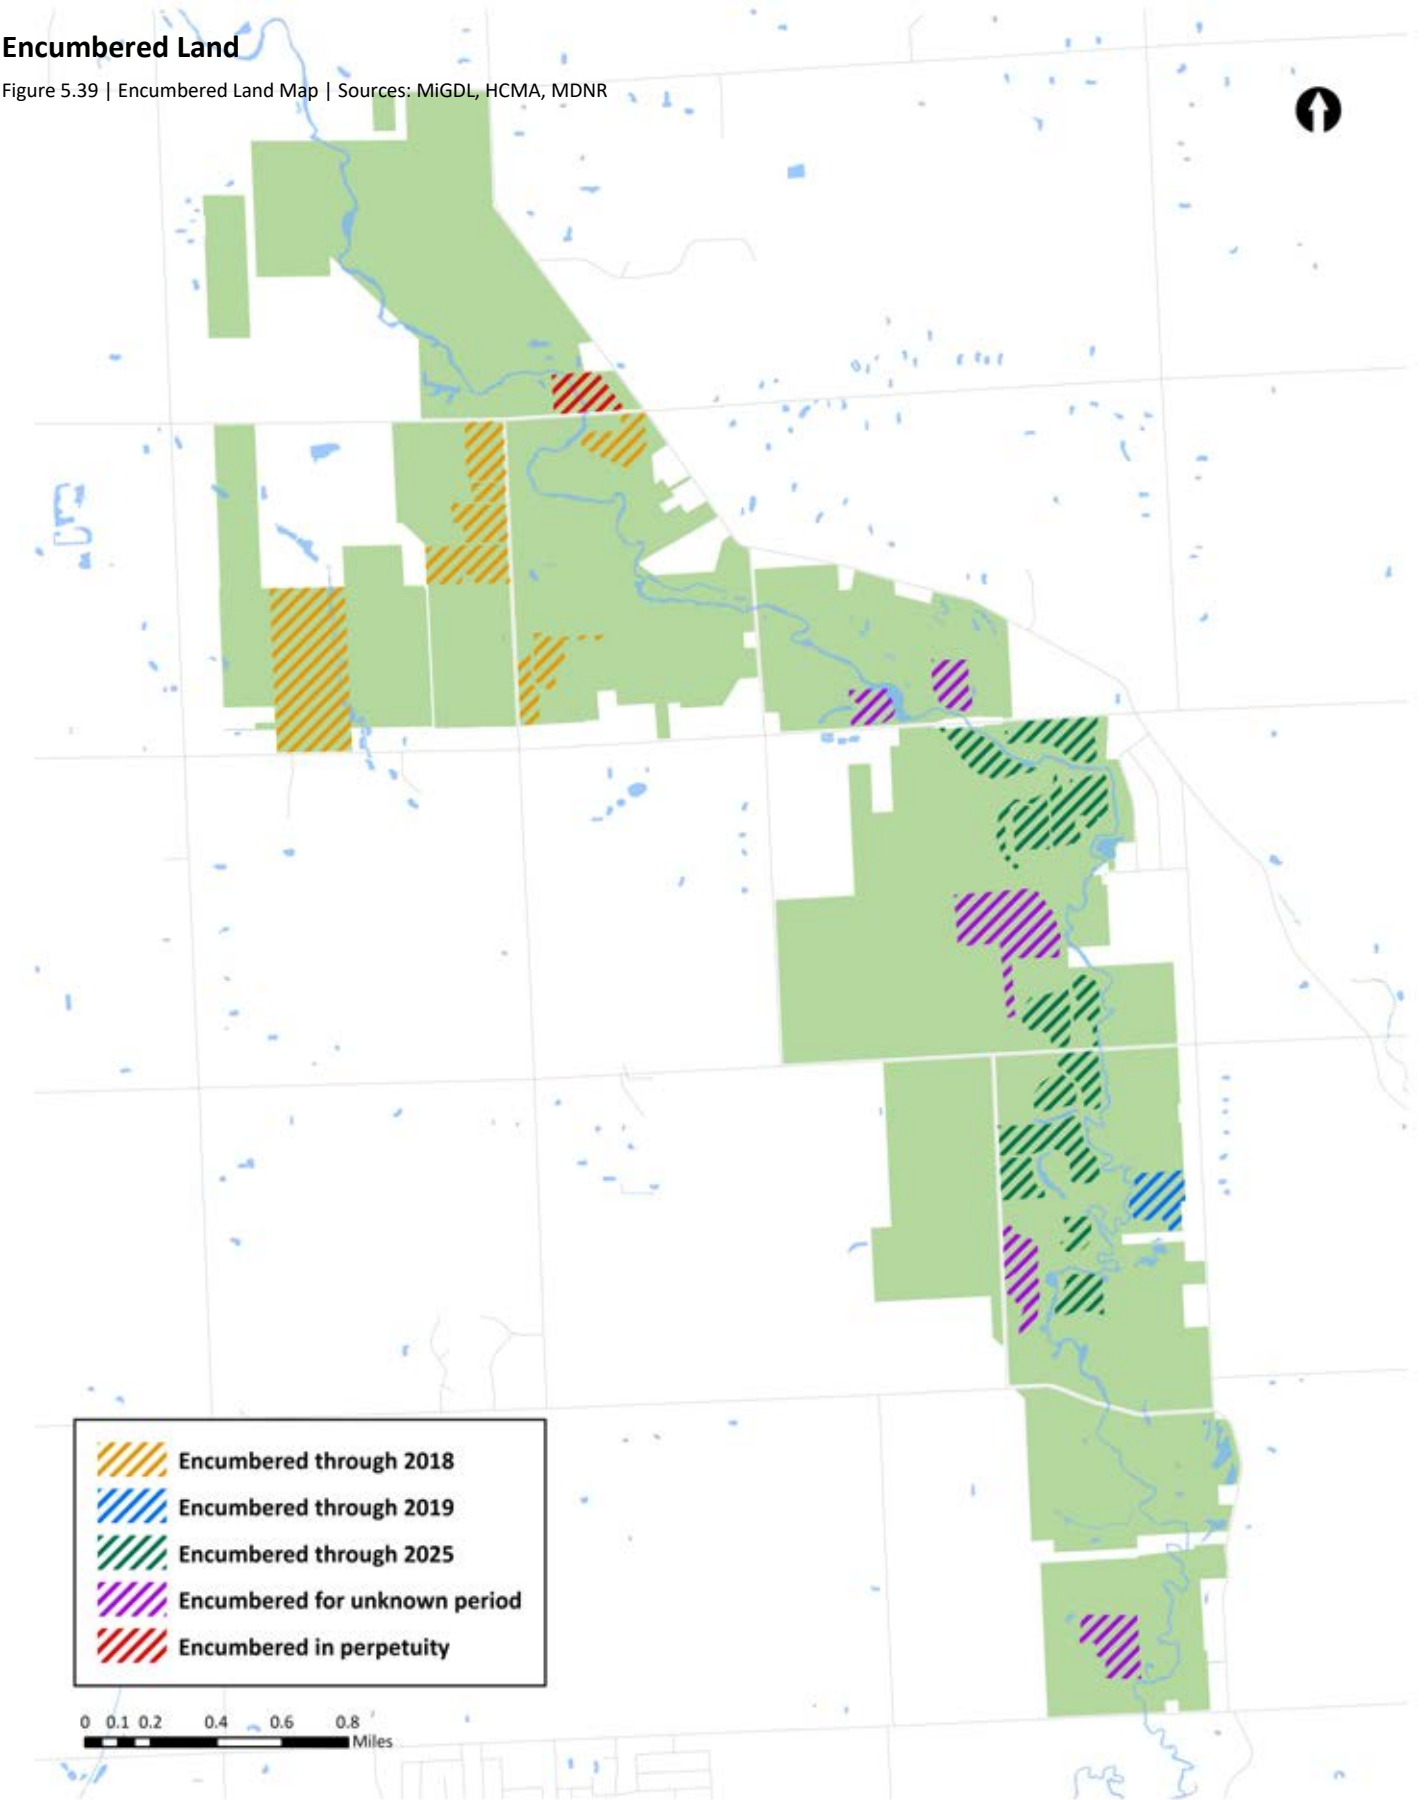 Encumbered Land
Figure 5.39 | Encumbered Land Map | Sources: MiGDL, HCMA, MDNR
Encumbered through 2018
Encumbered through 2019
Encumbered through 2025
Encumbered for unknown period
Encumbered in perpetuity
0 0.1 0.2 0.4 0.6 0.8
Miles